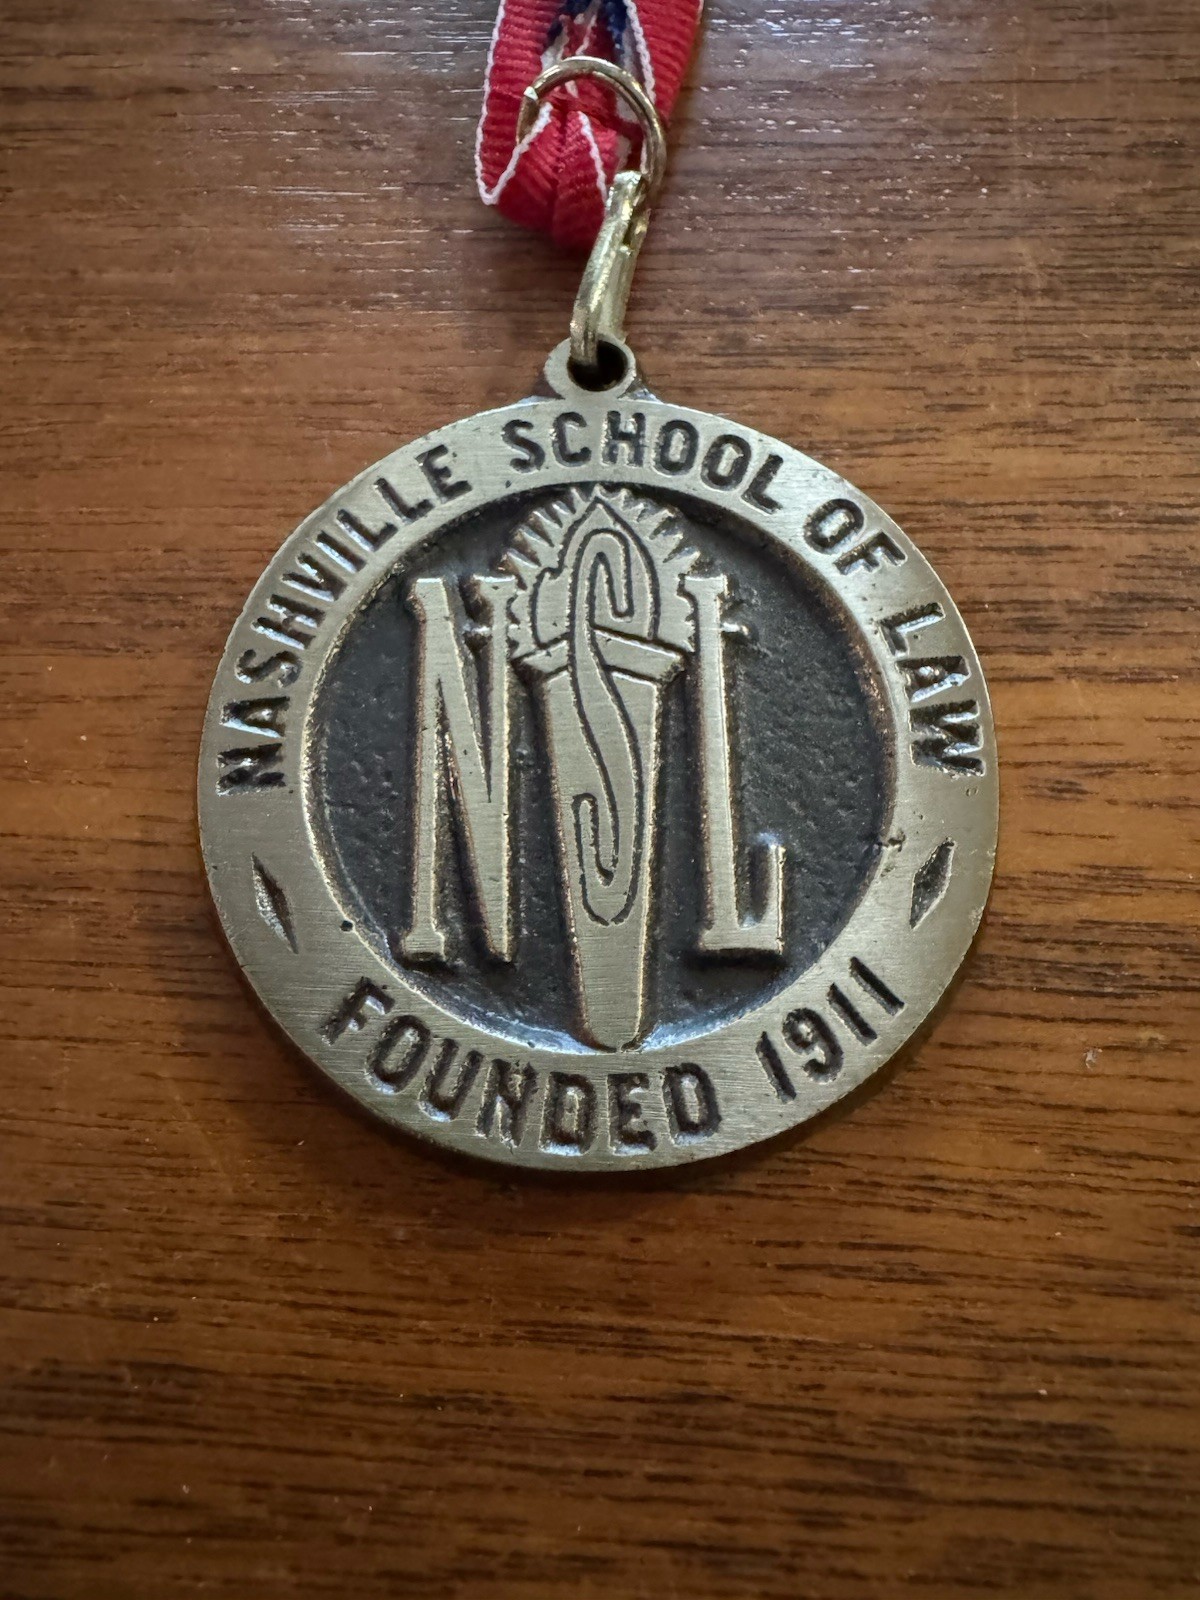 NASHVILLE SCHOOL OF LAW
NSL
FOUNDED 1911